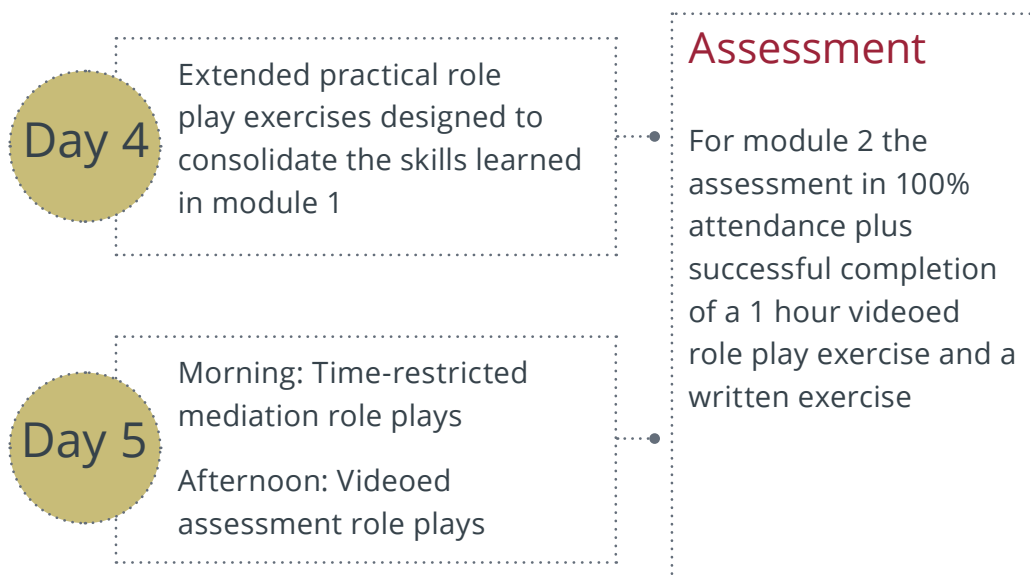 Day 4
Extended practical role
play exercises designed to
consolidate the skills learned
in module 1
Day 5
Morning: Time-restricted
mediation role plays
Afternoon: Videoed
assessment role plays
Assessment
For module 2 the
assessment in 100%
attendance plus
successful completion
of a 1 hour videoed
role play exercise and a
written exercise